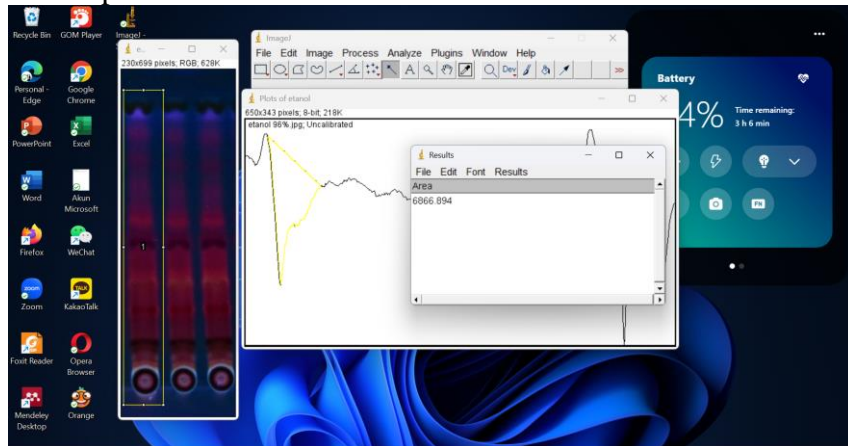 Recycle Bin
GOM Player
ImageJ -
Personal -
Edge
Google
Chrome
PowerPoint
Excel
Word
Akun
Microsoft
Firefox
WeChat
Zoom
KakaoTalk
Foxit Reader
Opera
Browser
Mendeley
Desktop
Orange
e..
230x699 pixels; RGB; 628K
1
ImageJ
File Edit Image Process Analyze Plugins Window Help
A Dev
Plots of etanol
650x343 pixels; 8-bit; 218K
etanol 96%.jpg; Uncalibrated
Results
File Edit Font Results
Area
6866.894
Battery
4%
Time remaining:
3 h 6 min
FN